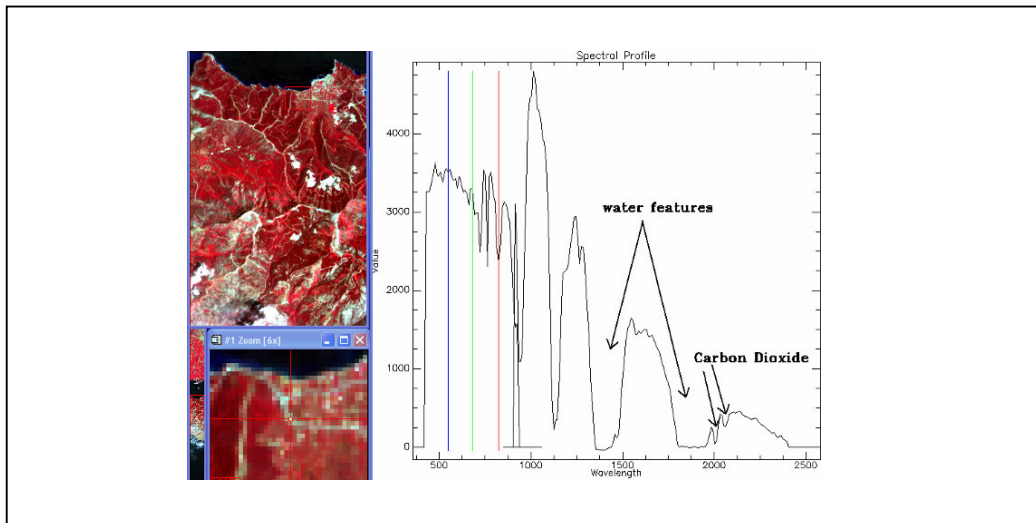 Spectral Profile
4000
3000
2000
1000
0
Value
water features
Carbon Dioxide
500
1000
1500
2000
2500
Wavelength
#1 Zoom [6x]